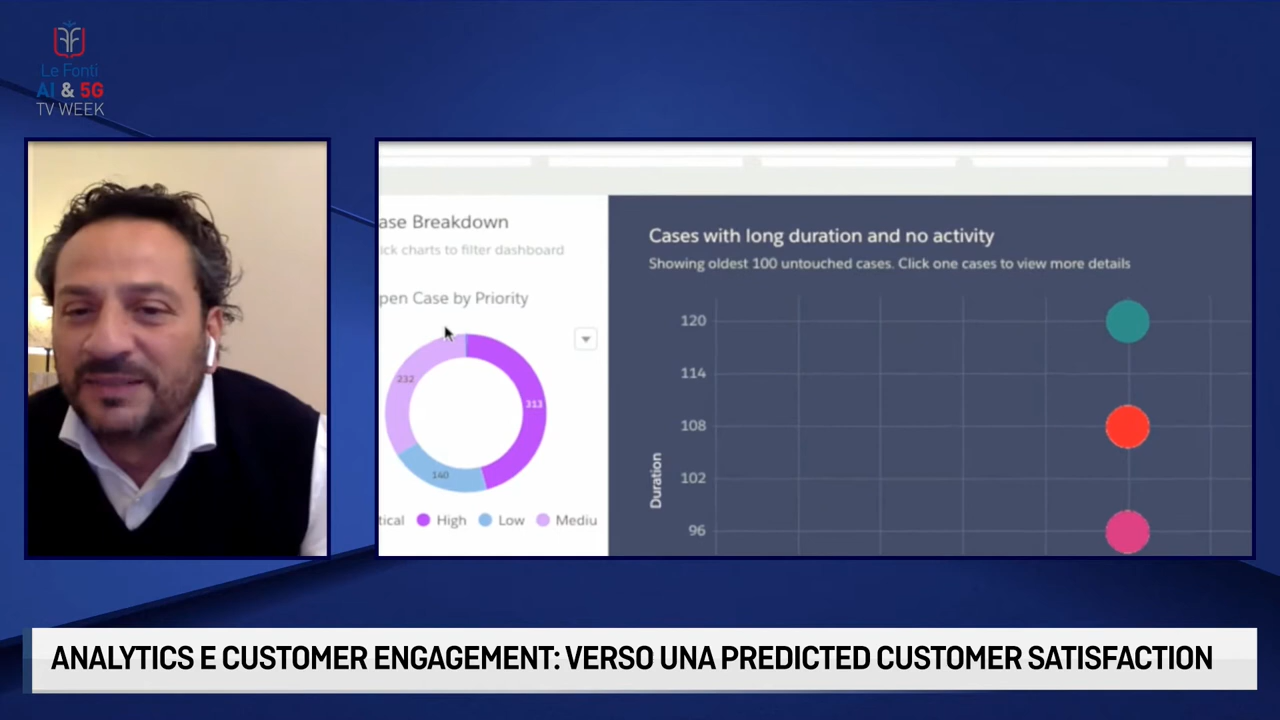 Le Fonti
AI & 5G
TV WEEK
ase Breakdown
ick charts to filter dashboard
pen Case by Priority
232
313
140
tical High Low Mediu
Cases with long duration and no activity
Showing oldest 100 untouched cases. Click one cases to view more details
120
114
108
102
96
Duration
ANALYTICS E CUSTOMER ENGAGEMENT: VERSO UNA PREDICTED CUSTOMER SATISFACTION